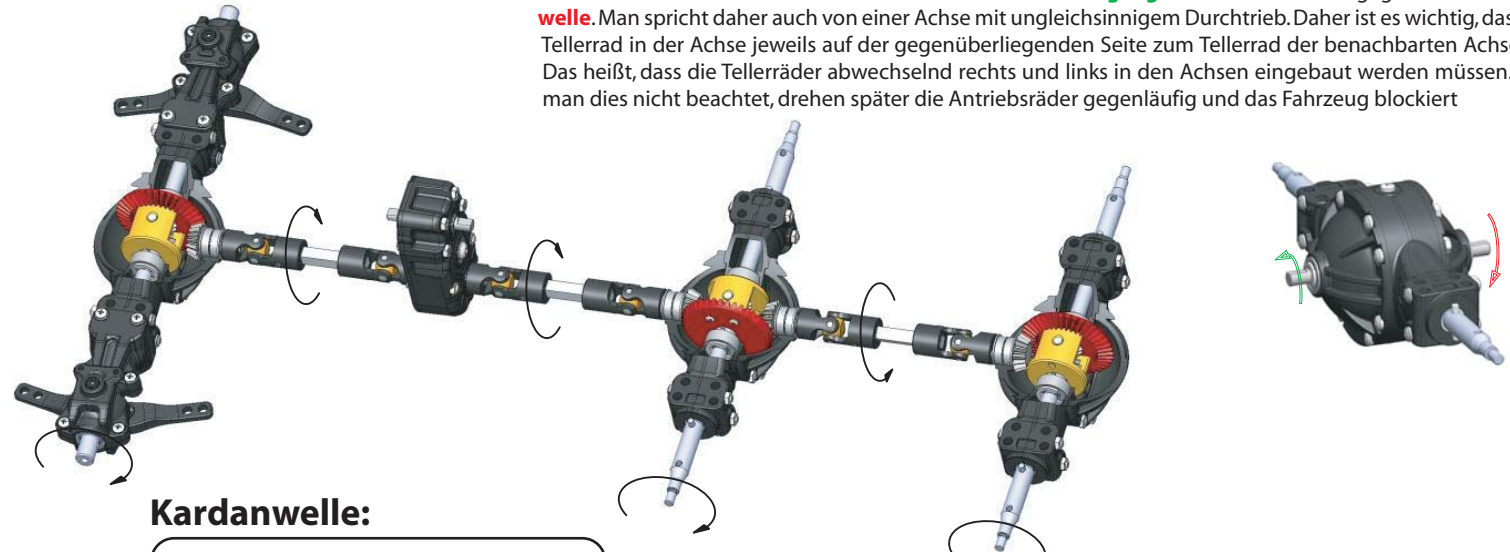 welle. Man spricht daher auch von einer Achse mit ungleichsinnigem Durchtrieb. Daher ist es wichtig,
Tellerrad in der Achse jeweils auf der gegenüberliegenden Seite zum Tellerrad der benachbarten
Das heißt, dass die Tellerräder abwechselnd rechts und links in den Achsen eingebaut werden müssen.
man dies nicht beachtet, drehen später die Antriebsräder gegenläufig und das Fahrzeug blockiert
Kardanwelle: